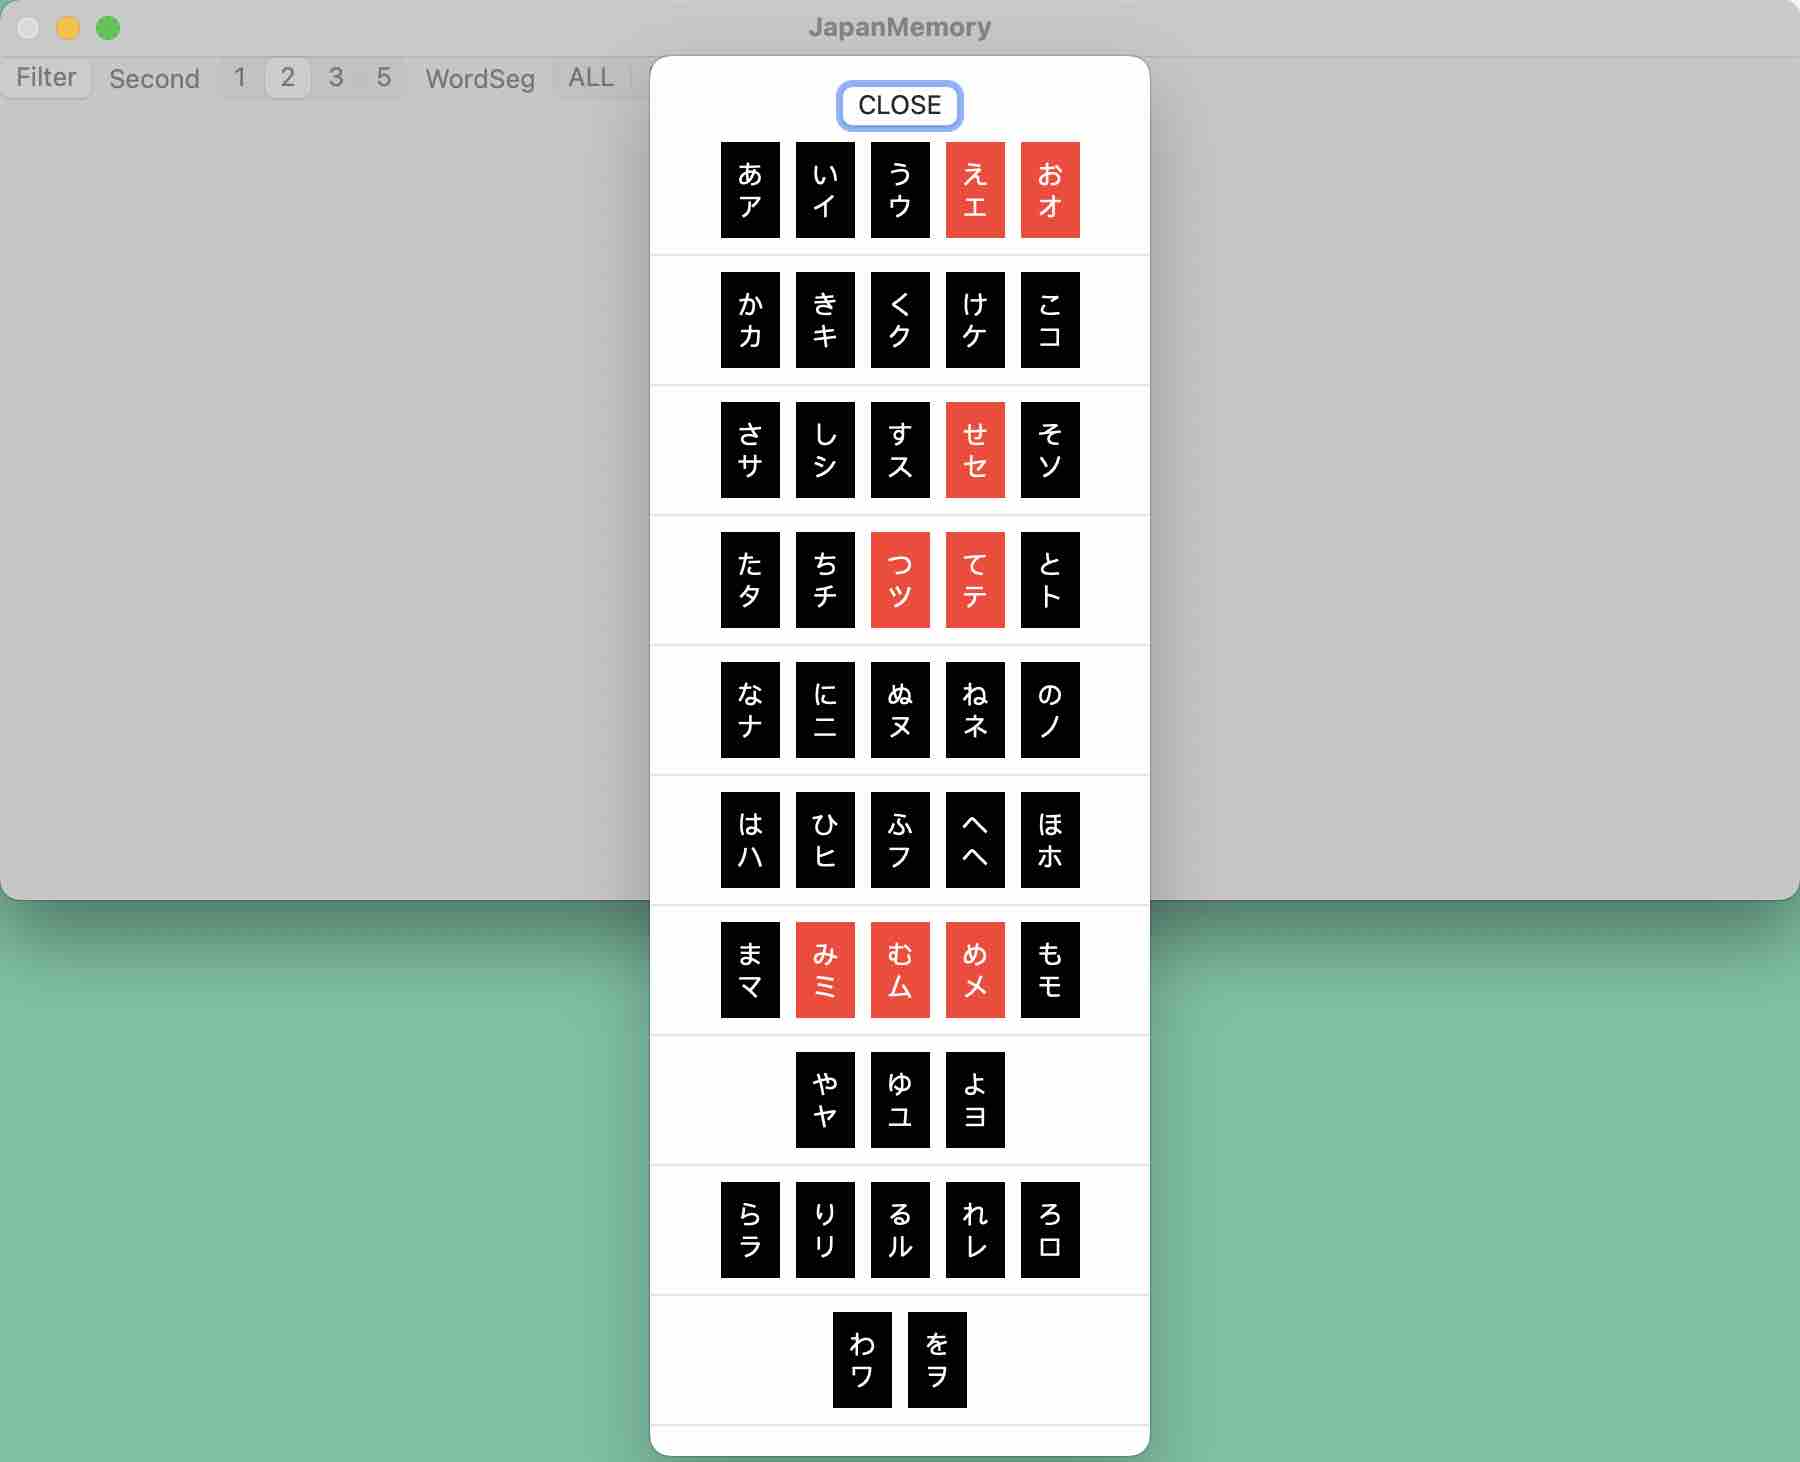 JapanMemory
Filter Second 1 2 3 5 WordSeg ALL
CLOSE
あ い う え お
ア イ ウ エ オ
か き く け こ
カ キ ク ケ コ
さ し す せ そ
サ シ ス セ ソ
た ち つ て と
タ チ ツ テ ト
な に ぬ ね の
ナ ニ ヌ ネ ノ
は ひ ふ へ ほ
ハ ヒ フ ヘ ホ
ま み む め も
マ ミ ム メ モ
や ゆ よ
ヤ ユ ヨ
ら り る れ ろ
ラ リ ル レ ロ
わ を
ワ ヲ